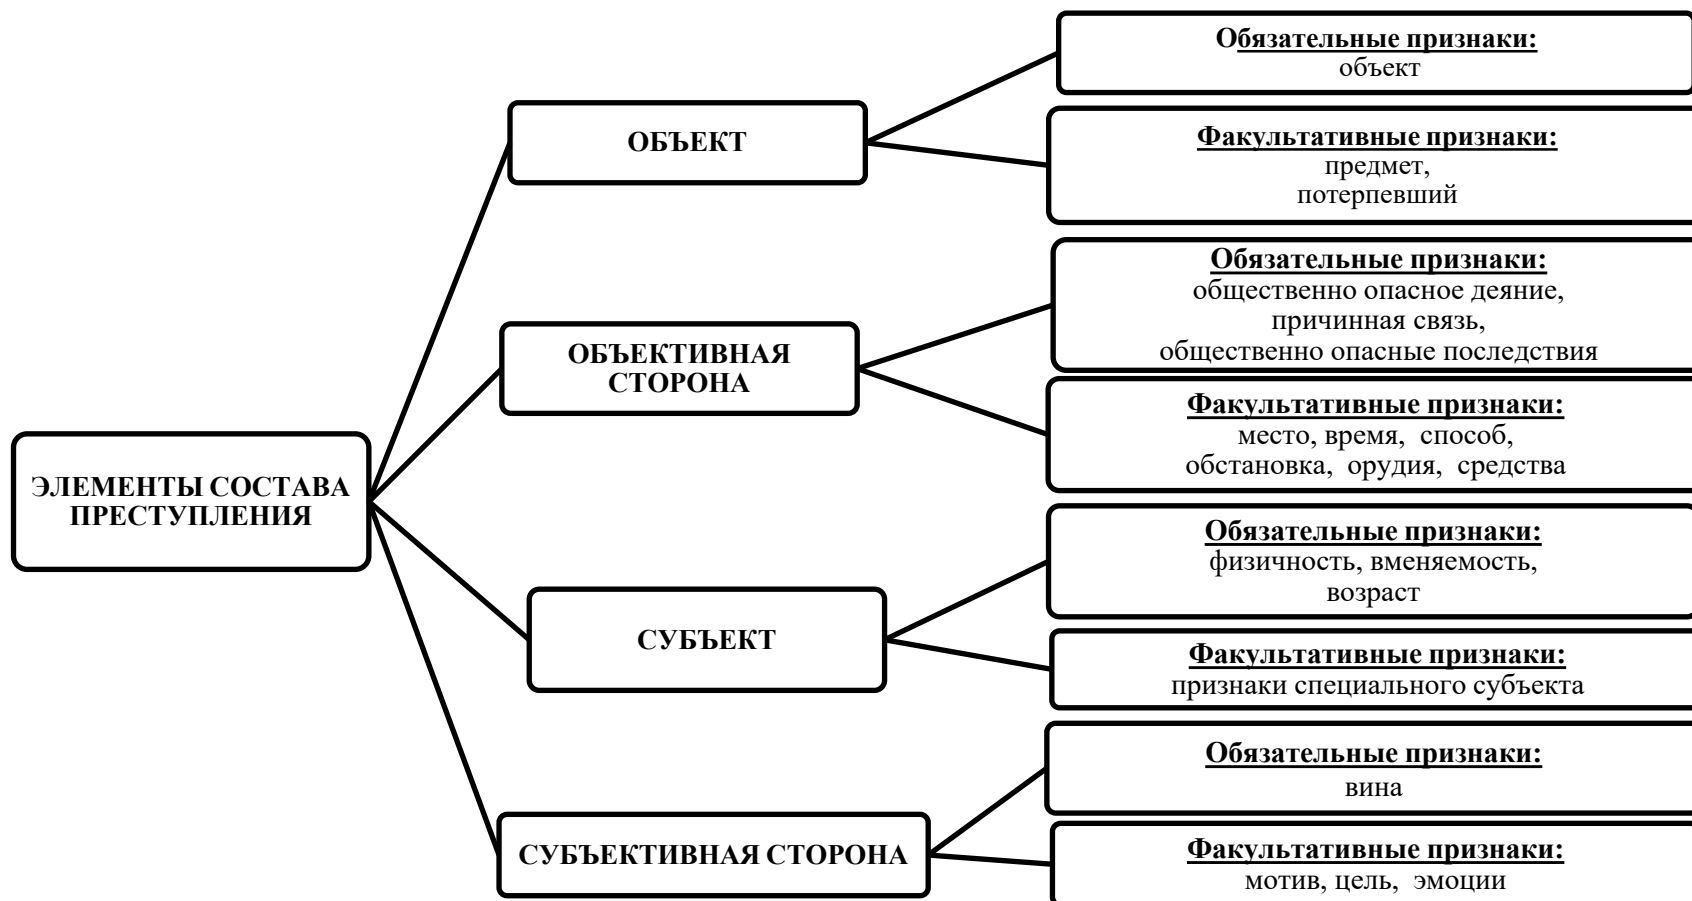 ЭЛЕМЕНТЫ СОСТАВА
ПРЕСТУПЛЕНИЯ
ОБЪЕКТ
Обязательные признаки:
объект
Факультативные признаки:
предмет,
потерпевший
ОБЪЕКТИВНАЯ
СТОРОНА
Обязательные признаки:
общественно опасное деяние,
причинная связь,
общественно опасные последствия
Факультативные признаки:
место, время, способ,
обстановка, орудия, средства
СУБЪЕКТ
Обязательные признаки:
физичность, вменяемость,
возраст
Факультативные признаки:
признаки специального субъекта
СУБЪЕКТИВНАЯ СТОРОНА
Обязательные признаки:
вина
Факультативные признаки:
мотив, цель, эмоции